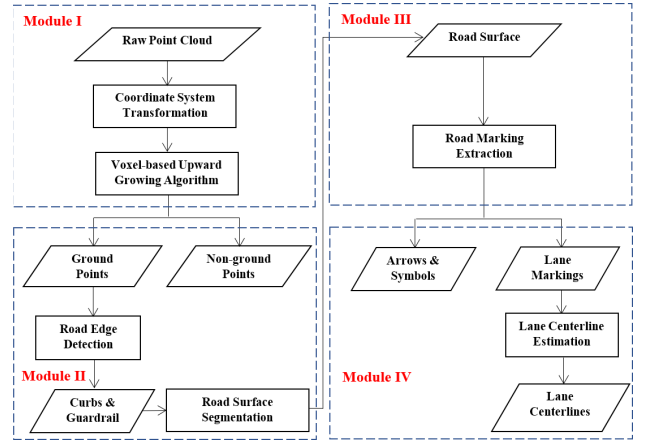 Module I
Raw Point Cloud
Coordinate System
Transformation
Voxel-based Upward
Growing Algorithm
Ground
Points
Non-ground
Points
Road Edge
Detection
Module II
Curbs &
Guardrail
Road Surface
Segmentation
Module III
Road Surface
Road Marking
Extraction
Arrows &
Symbols
Lane
Markings
Lane Centerline
Estimation
Module IV
Lane
Centerlines